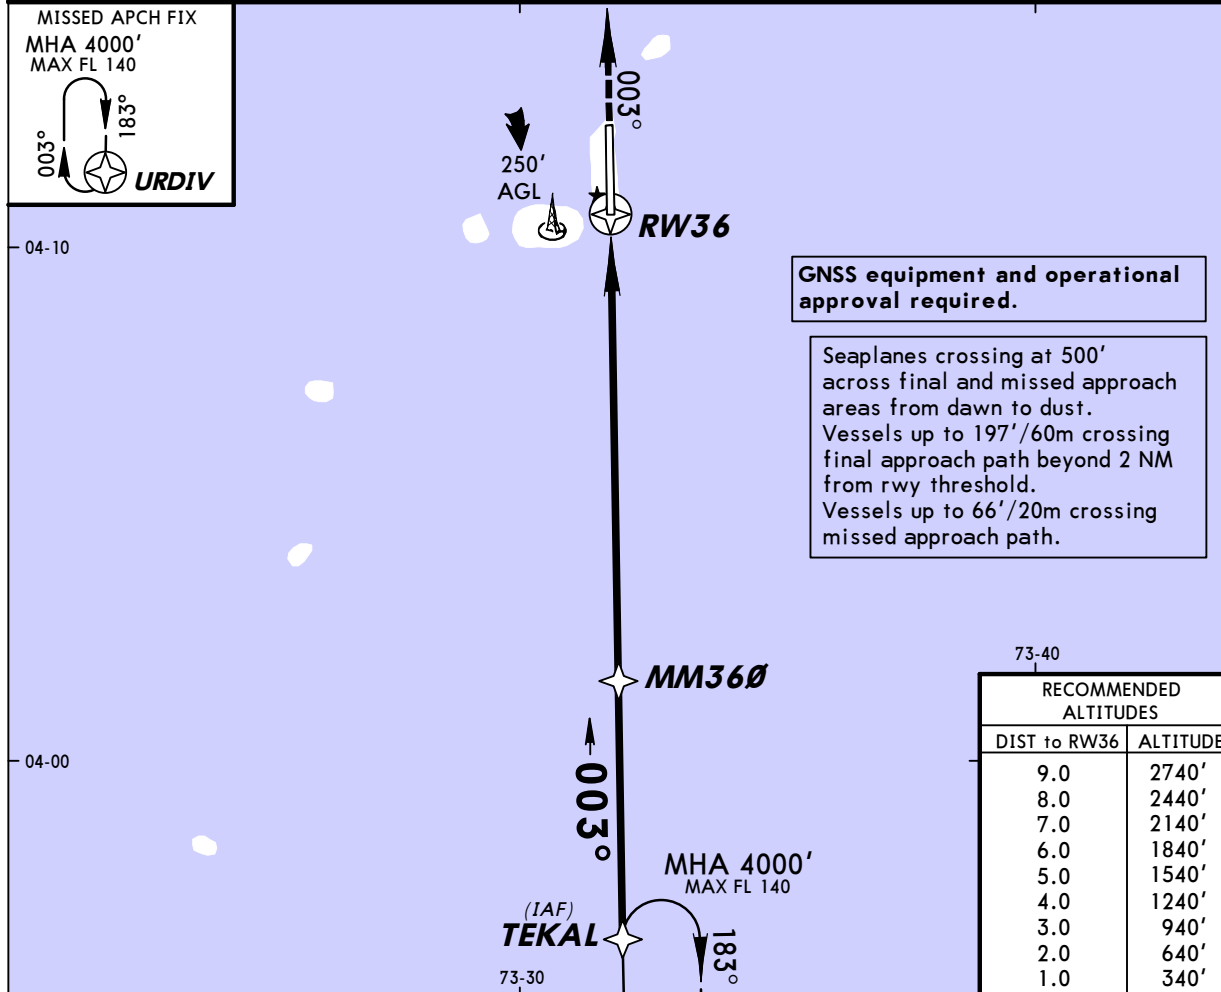 MISSED APCH FIX
MHA 4000'
MAX FL 140
003°
183°
URDIV
003°
250'
AGL
RW36
04-10
GNSS equipment and operational
approval required.
Seaplanes crossing at 500'
across final and missed approach
areas from dawn to dust.
Vessels up to 197'/60m crossing
final approach path beyond 2 NM
from rwy threshold.
Vessels up to 66'/20m crossing
missed approach path.
MM36Ø
73-40
04-00
003°
MHA 4000'
MAX FL 140
(IAF)
TEKAL
183°
73-30
RECOMMENDED
ALTITUDES
DIST to RW36 ALTITUDE
9.0 2740'
8.0 2440'
7.0 2140'
6.0 1840'
5.0 1540'
4.0 1240'
3.0 940'
2.0 640'
1.0 340'